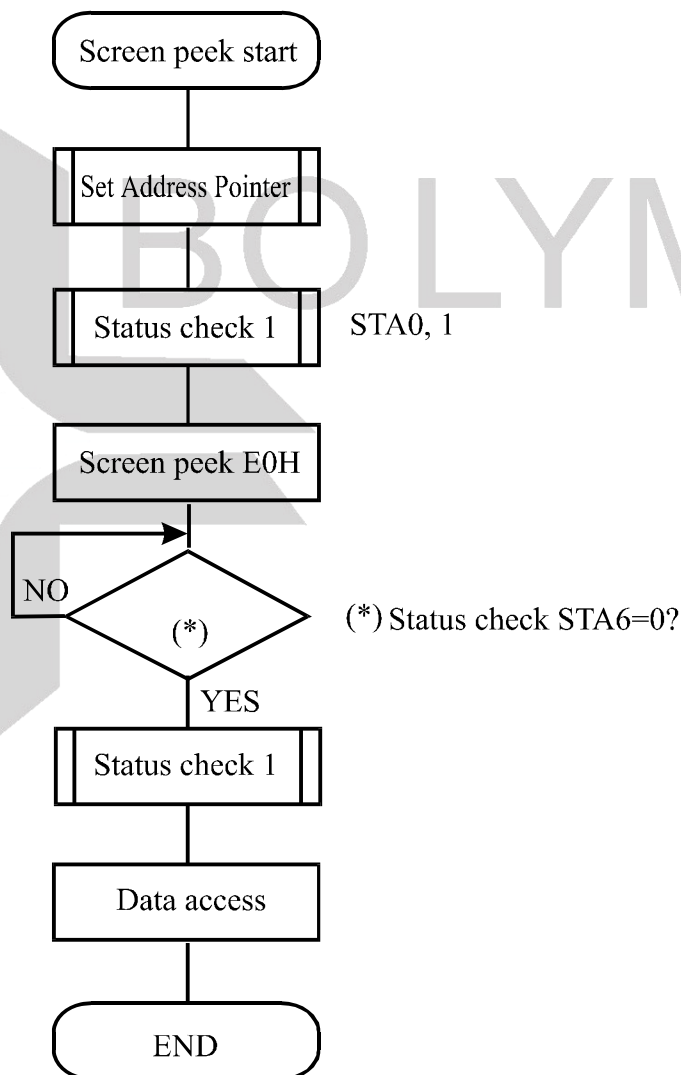 Screen peek start
Set Address Pointer
BOLYM
Status check 1
STA0, 1
Screen peek E0H
NO
(*)
(*) Status check STA6=0?
YES
Status check 1
Data access
END